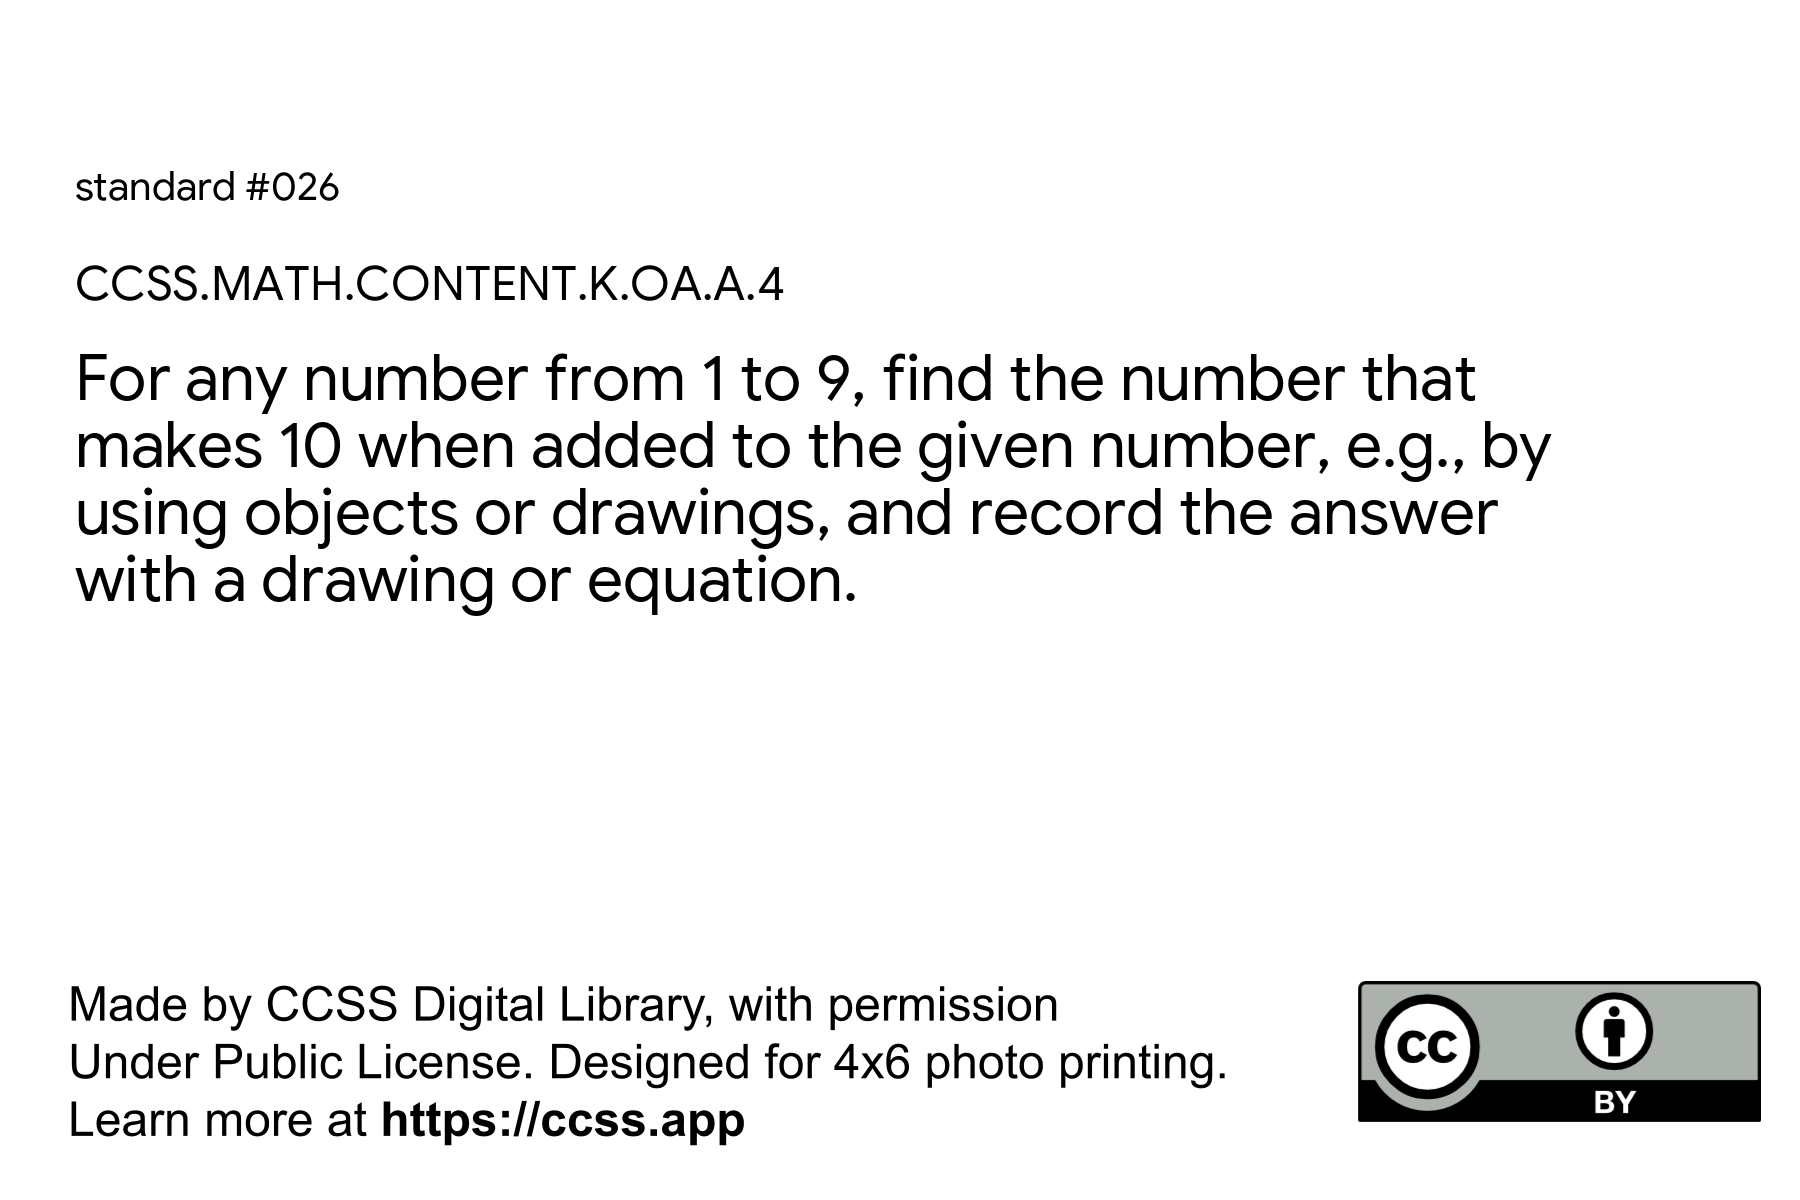 standard #026
CCSS.MATH.CONTENT.K.OA.A.4
For any number from 1 to 9, find the number that
makes 10 when added to the given number, e.g., by
using objects or drawings, and record the answer
with a drawing or equation.
Made by CCSS Digital Library, with permission
Under Public License. Designed for 4x6 photo printing.
Learn more at https://ccss.app
CC
BY